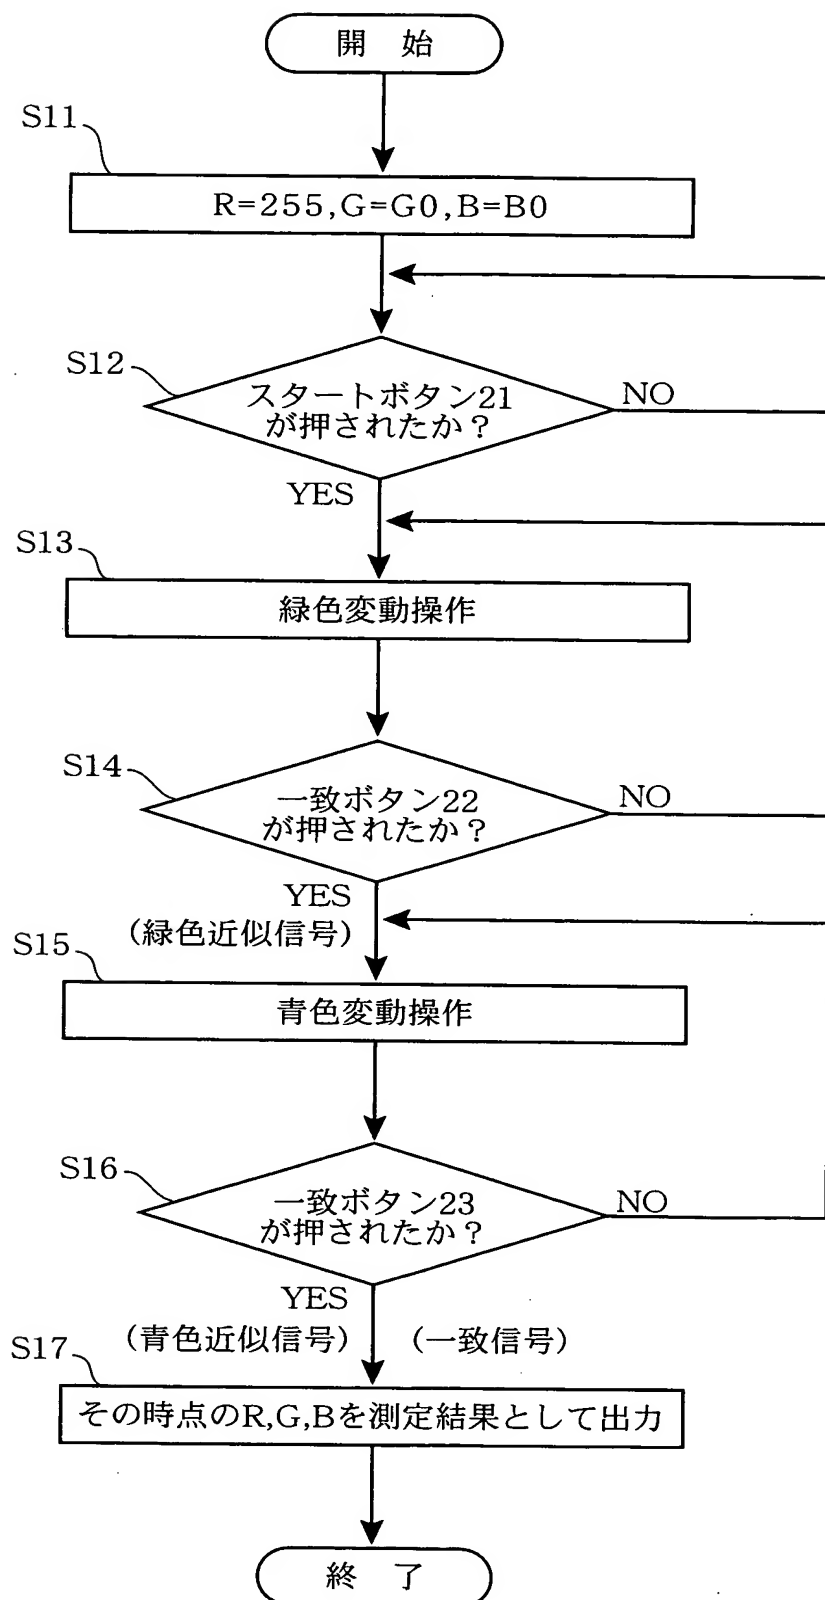 開 始
S11
R=255,G=G0,B=B0
S12
スタートボタン21
が押されたか？
NO
YES
S13
緑色変動操作
S14
一致ボタン22
が押されたか？
NO
YES
(緑色近似信号)
S15
青色変動操作
S16
一致ボタン23
が押されたか？
NO
YES
(青色近似信号) (一致信号)
S17
その時点のR,G,Bを測定結果として出力
終 了